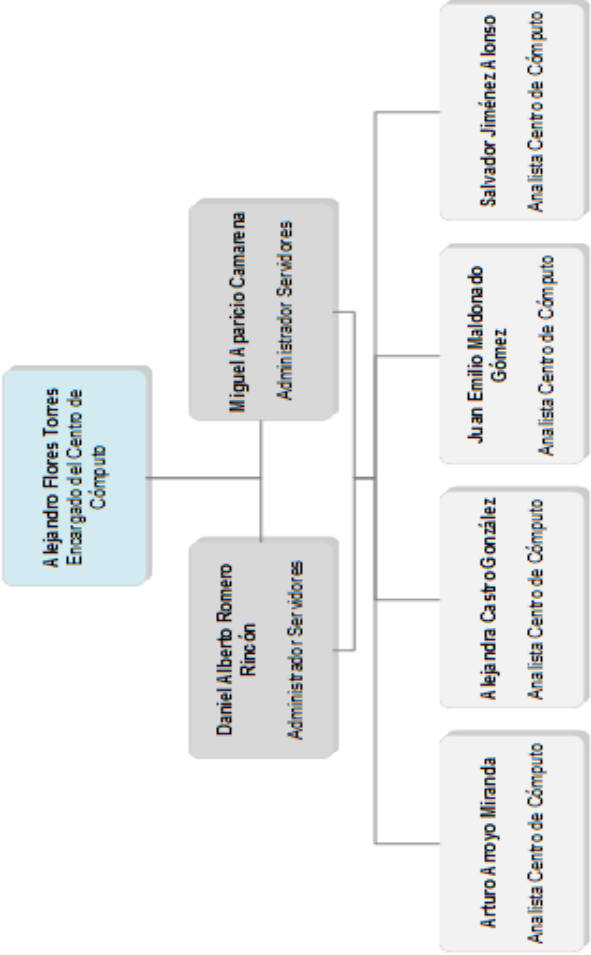 Alejandro Flores Torres
Encargado del Centro de
Cómputo
Daniel Alberto Romero
Rincón
Administrador Servidores
Miguel Aparicio Camarena
Administrador Servidores
Arturo Arroyo Miranda
Analista Centro de Cómputo
Alejandra Castro González
Analista Centro de Cómputo
Juan Emilio Maldonado
Gómez
Analista Centro de Cómputo
Salvador Jiménez Alonso
Analista Centro de Cómputo